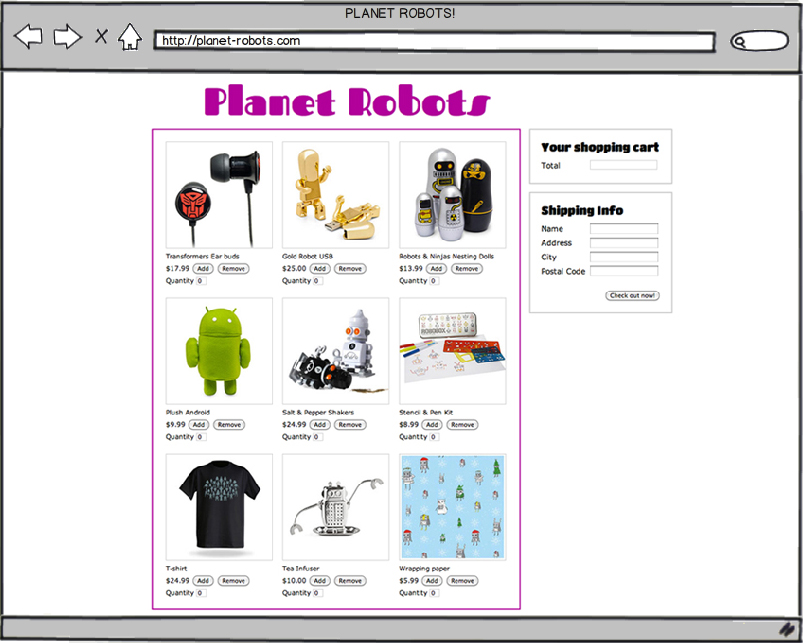 PLANET ROBOTS!
http://planet-robots.com
Planet Robots
Your shopping cart
Total
Shipping Info
Name
Address
City
Postal Code
Check out now!
Transformers Ear buds
$17.99 Add Remove
Quantity 0
Gold Robot USB
$25.00 Add Remove
Quantity 0
Robots & Ninjas Nesting Dolls
$13.99 Add Remove
Quantity 0
Plush Android
$9.99 Add Remove
Quantity 0
Salt & Pepper Shakers
$24.99 Add Remove
Quantity 0
Stencil & Pen Kit
$8.99 Add Remove
Quantity 0
T-shirt
$24.99 Add Remove
Quantity 0
Tea Infuser
$10.00 Add Remove
Quantity 0
Wrapping paper
$5.99 Add Remove
Quantity 0